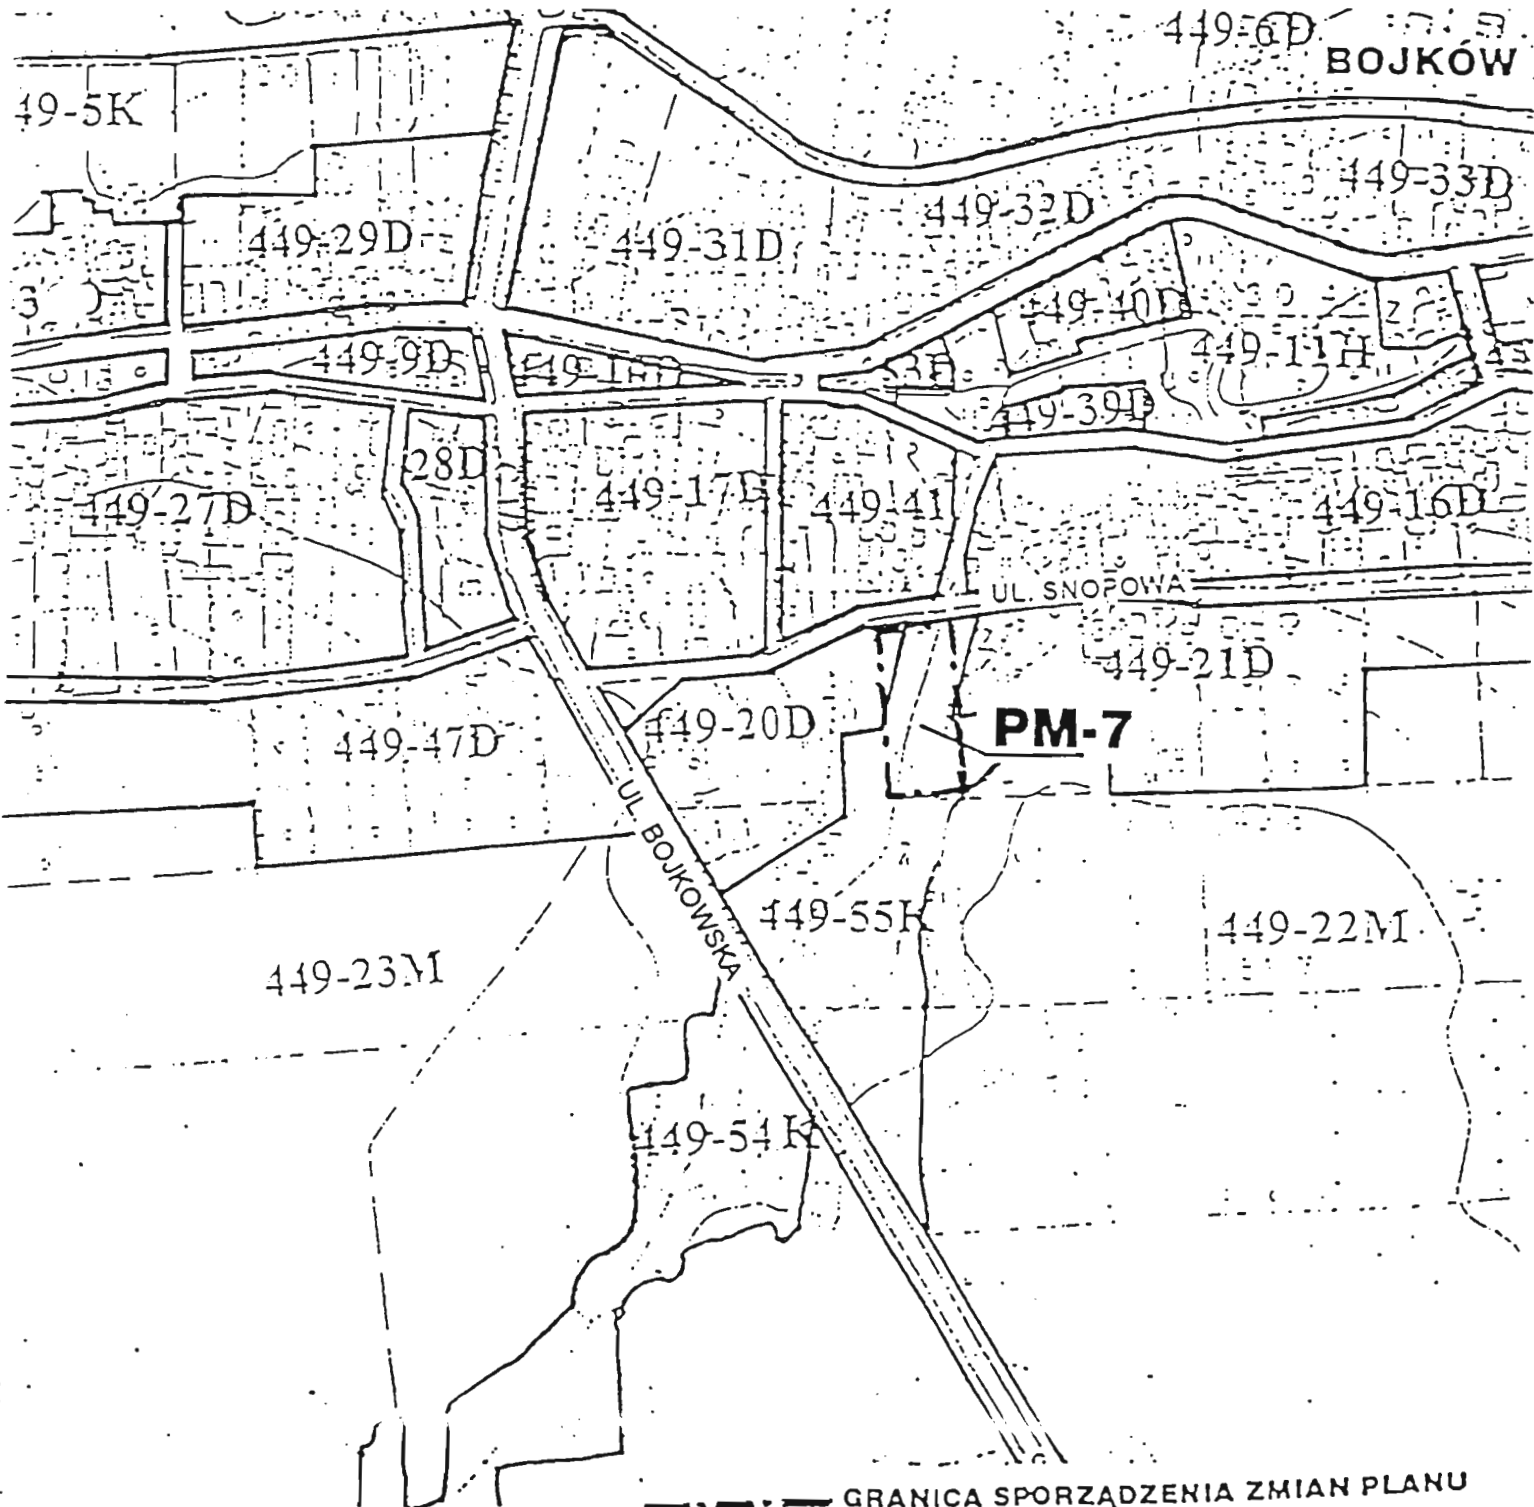 449-6D
BOJKÓW
49-5K
449-33D
449-32D
449-29D
449-31D
449-40D
449-9D
449-11H
449-39D
28D
449-17D
449-41
449-27D
449-16D
UL. SNOPOWA
449-21D
449-20D
PM-7
449-47D
UL. BOJKOWSKA
449-55K
449-22M
449-23M
449-54K
GRANICA SPORZĄDZENIA ZMIAN PLANU